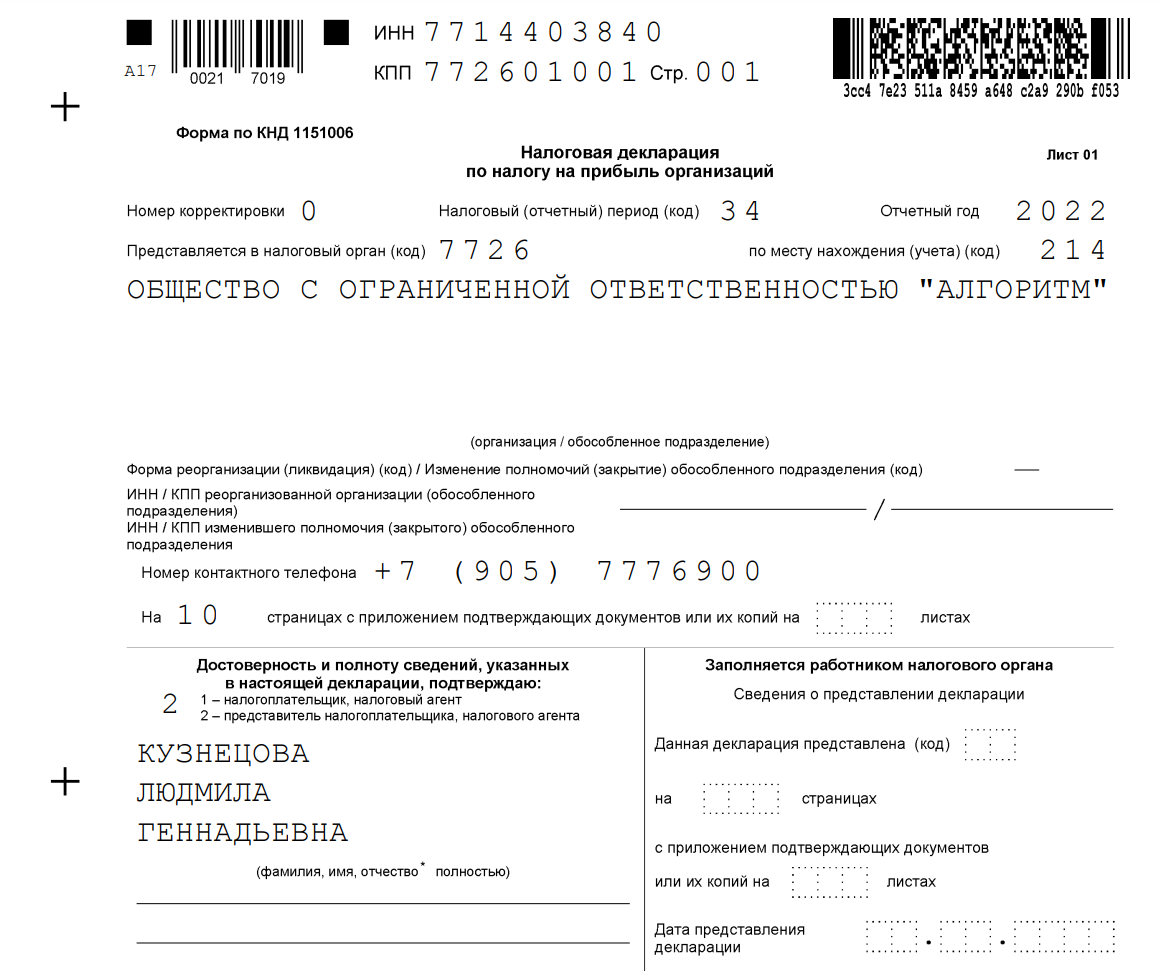 ИНН 7714403840
А17 0021 7019
КПП 772601001 Стр. 001
3cc4 7e23 511a 8459 a648 c2a9 290b f053
Форма по КНД 1151006
Налоговая декларация
по налогу на прибыль организаций
Лист 01
Номер корректировки 0 Налоговый (отчетный) период (код) 34 Отчетный год 2022
Представляется в налоговый орган (код) 7726 по месту нахождения (учета) (код) 214
ОБЩЕСТВО С ОГРАНИЧЕННОЙ ОТВЕТСТВЕННОСТЬЮ "АЛГОРИТМ"
(организация / обособленное подразделение)
Форма реорганизации (ликвидация) (код) / Изменение полномочий (закрытие) обособленного подразделения (код) —
ИНН / КПП реорганизованной организации (обособленного
подразделения)
/
ИНН / КПП изменившего полномочия (закрытого) обособленного
подразделения
Номер контактного телефона +7 (905) 7776900
На 10 страницах с приложением подтверждающих документов или их копий на листах
Достоверность и полноту сведений, указанных
в настоящей декларации, подтверждаю:
2 1 – налогоплательщик, налоговый агент
2 – представитель налогоплательщика, налогового агента
КУЗНЕЦОВА
ЛЮДМИЛА
ГЕННАДЬЕВНА
(фамилия, имя, отчество* полностью)
Заполняется работником налогового органа
Сведения о представлении декларации
Данная декларация представлена (код)
на страницах
с приложением подтверждающих документов
или их копий на листах
Дата представления
декларации . .